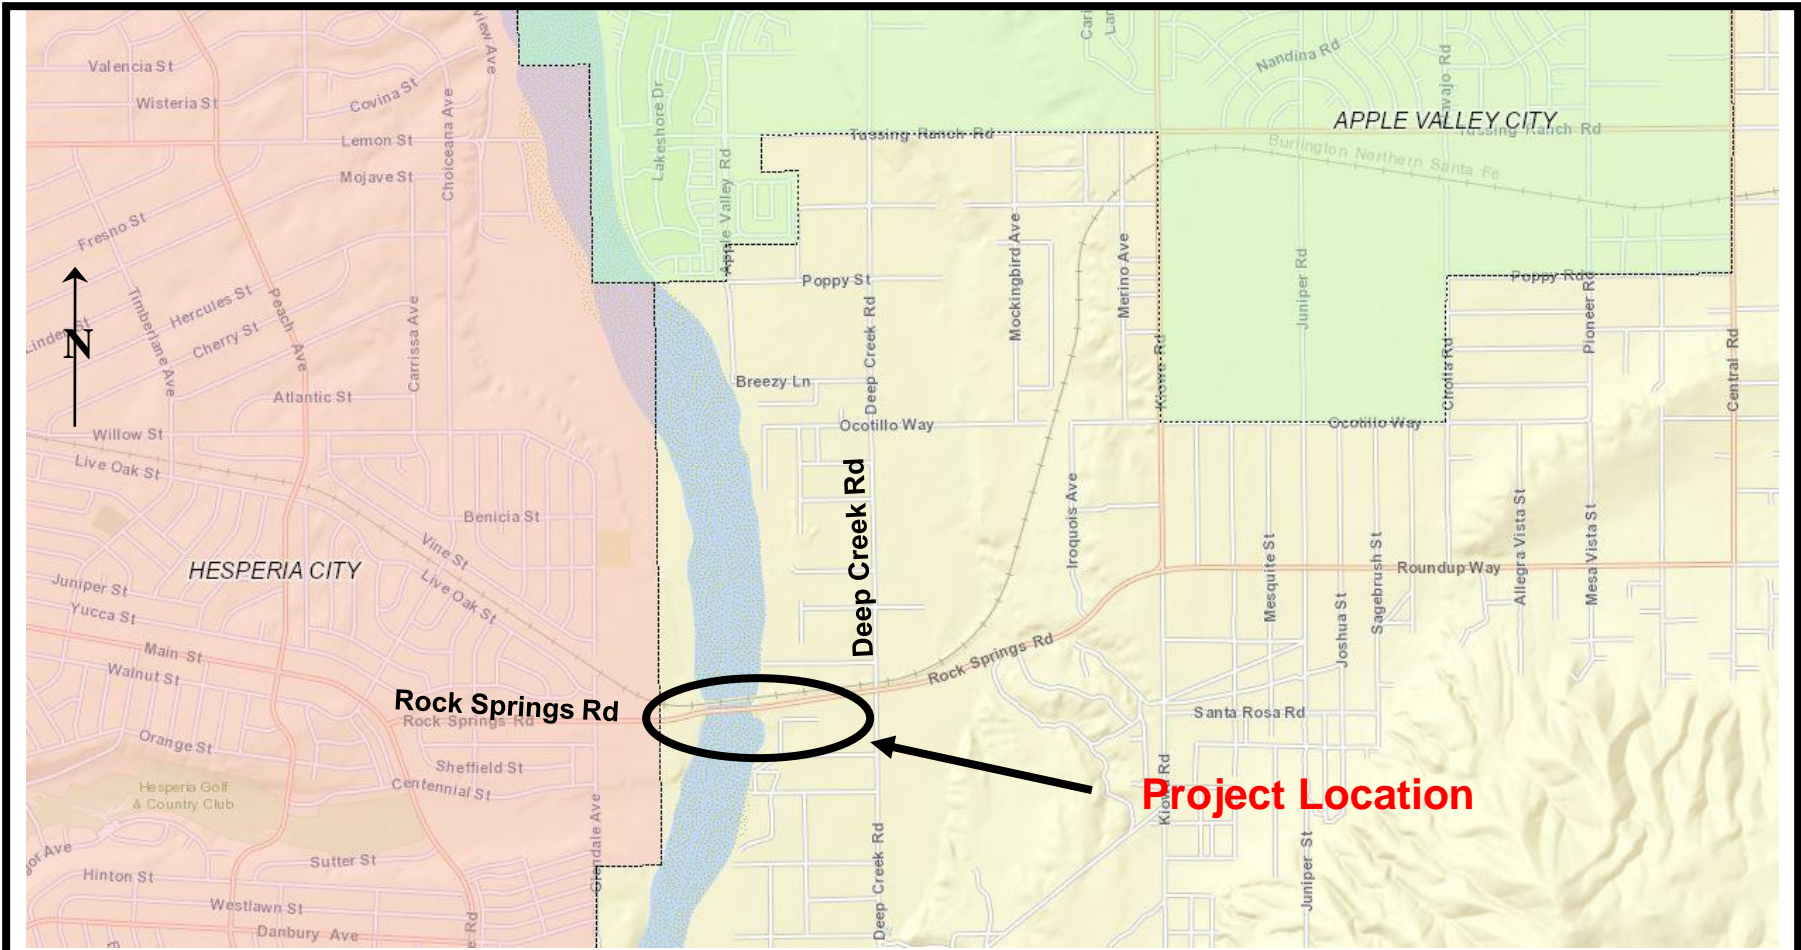 Valencia St
Wisteria St
Covina St
view Ave
Lemon St
Mojave St
Choiceana Ave
Fresno St
Lakeshore Dr
Apple Valley Rd
Tussing Ranch Rd
Nandina Rd
Navajo Rd
APPLE VALLEY CITY
Tussing Ranch Rd
Burlington Northern Santa Fe
N
Linden St
Timberlane Ave
Hercules St
Cherry St
Peach Ave
Carrissa Ave
Atlantic St
Poppy St
Deep Creek Rd
Mockingbird Ave
Merino Ave
Kiowa Rd
Juniper Rd
Poppy Rd
Pioneer Rd
Central Rd
Breezy Ln
Ocotillo Way
Ocotillo Way
Willow St
Live Oak St
Benicia St
Vine St
Live Oak St
HESPERIA CITY
Juniper St
Yucca St
Main St
Walnut St
Deep Creek Rd
Iroquois Ave
Mesquite St
Joshua St
Sagebrush St
Roundup Way
Allegra Vista St
Mesa Vista St
Rock Springs Rd
Rock Springs Rd
Rock Springs Rd
Santa Rosa Rd
Orange St
Sheffield St
Centennial St
Hesperia Golf
& Country Club
Project Location
Kiowa Rd
Glendale Ave
Deep Creek Rd
Juniper St
Sutter St
Hinton St
Westlawn St
Danbury Ave